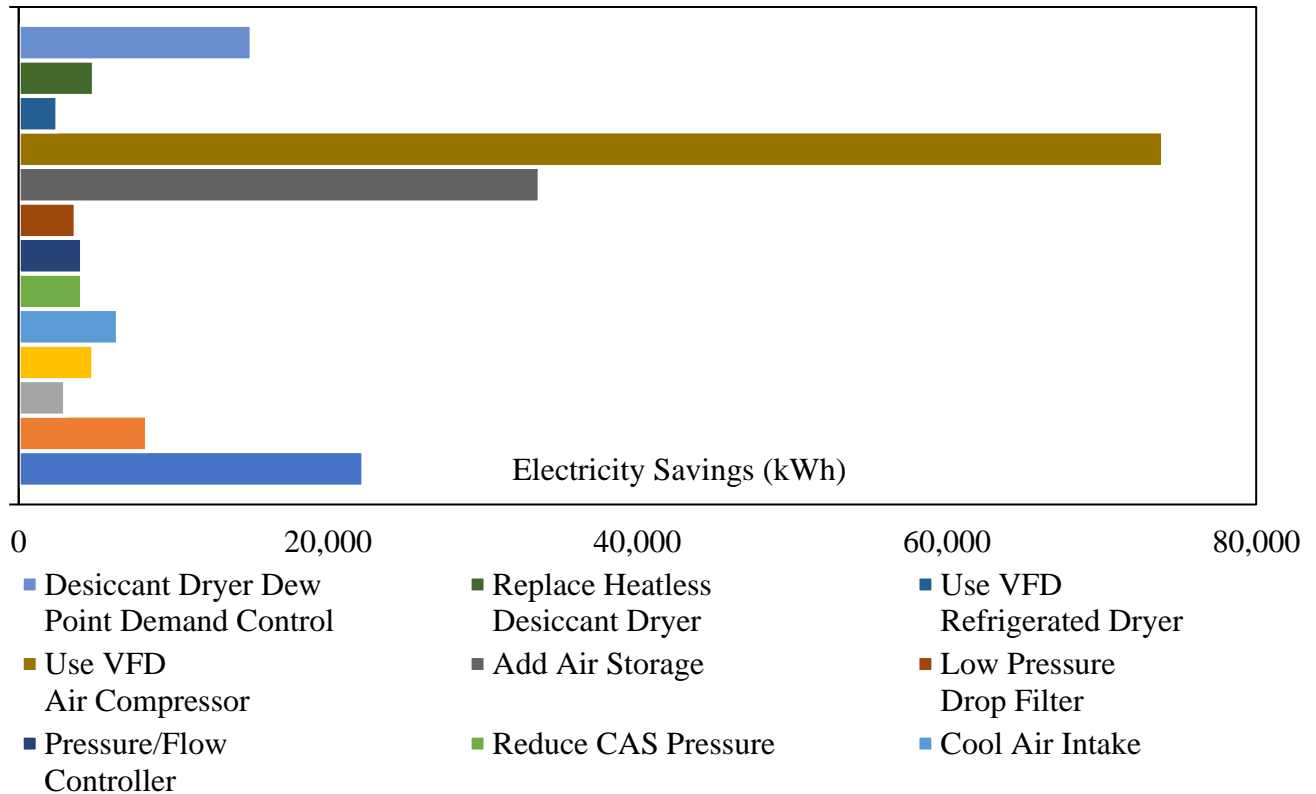 Electricity Savings (kWh)
0 20,000 40,000 60,000 80,000
Desiccant Dryer Dew
Point Demand Control
Replace Heatless
Desiccant Dryer
Use VFD
Refrigerated Dryer
Use VFD
Air Compressor
Add Air Storage
Low Pressure
Drop Filter
Pressure/Flow
Controller
Reduce CAS Pressure
Cool Air Intake